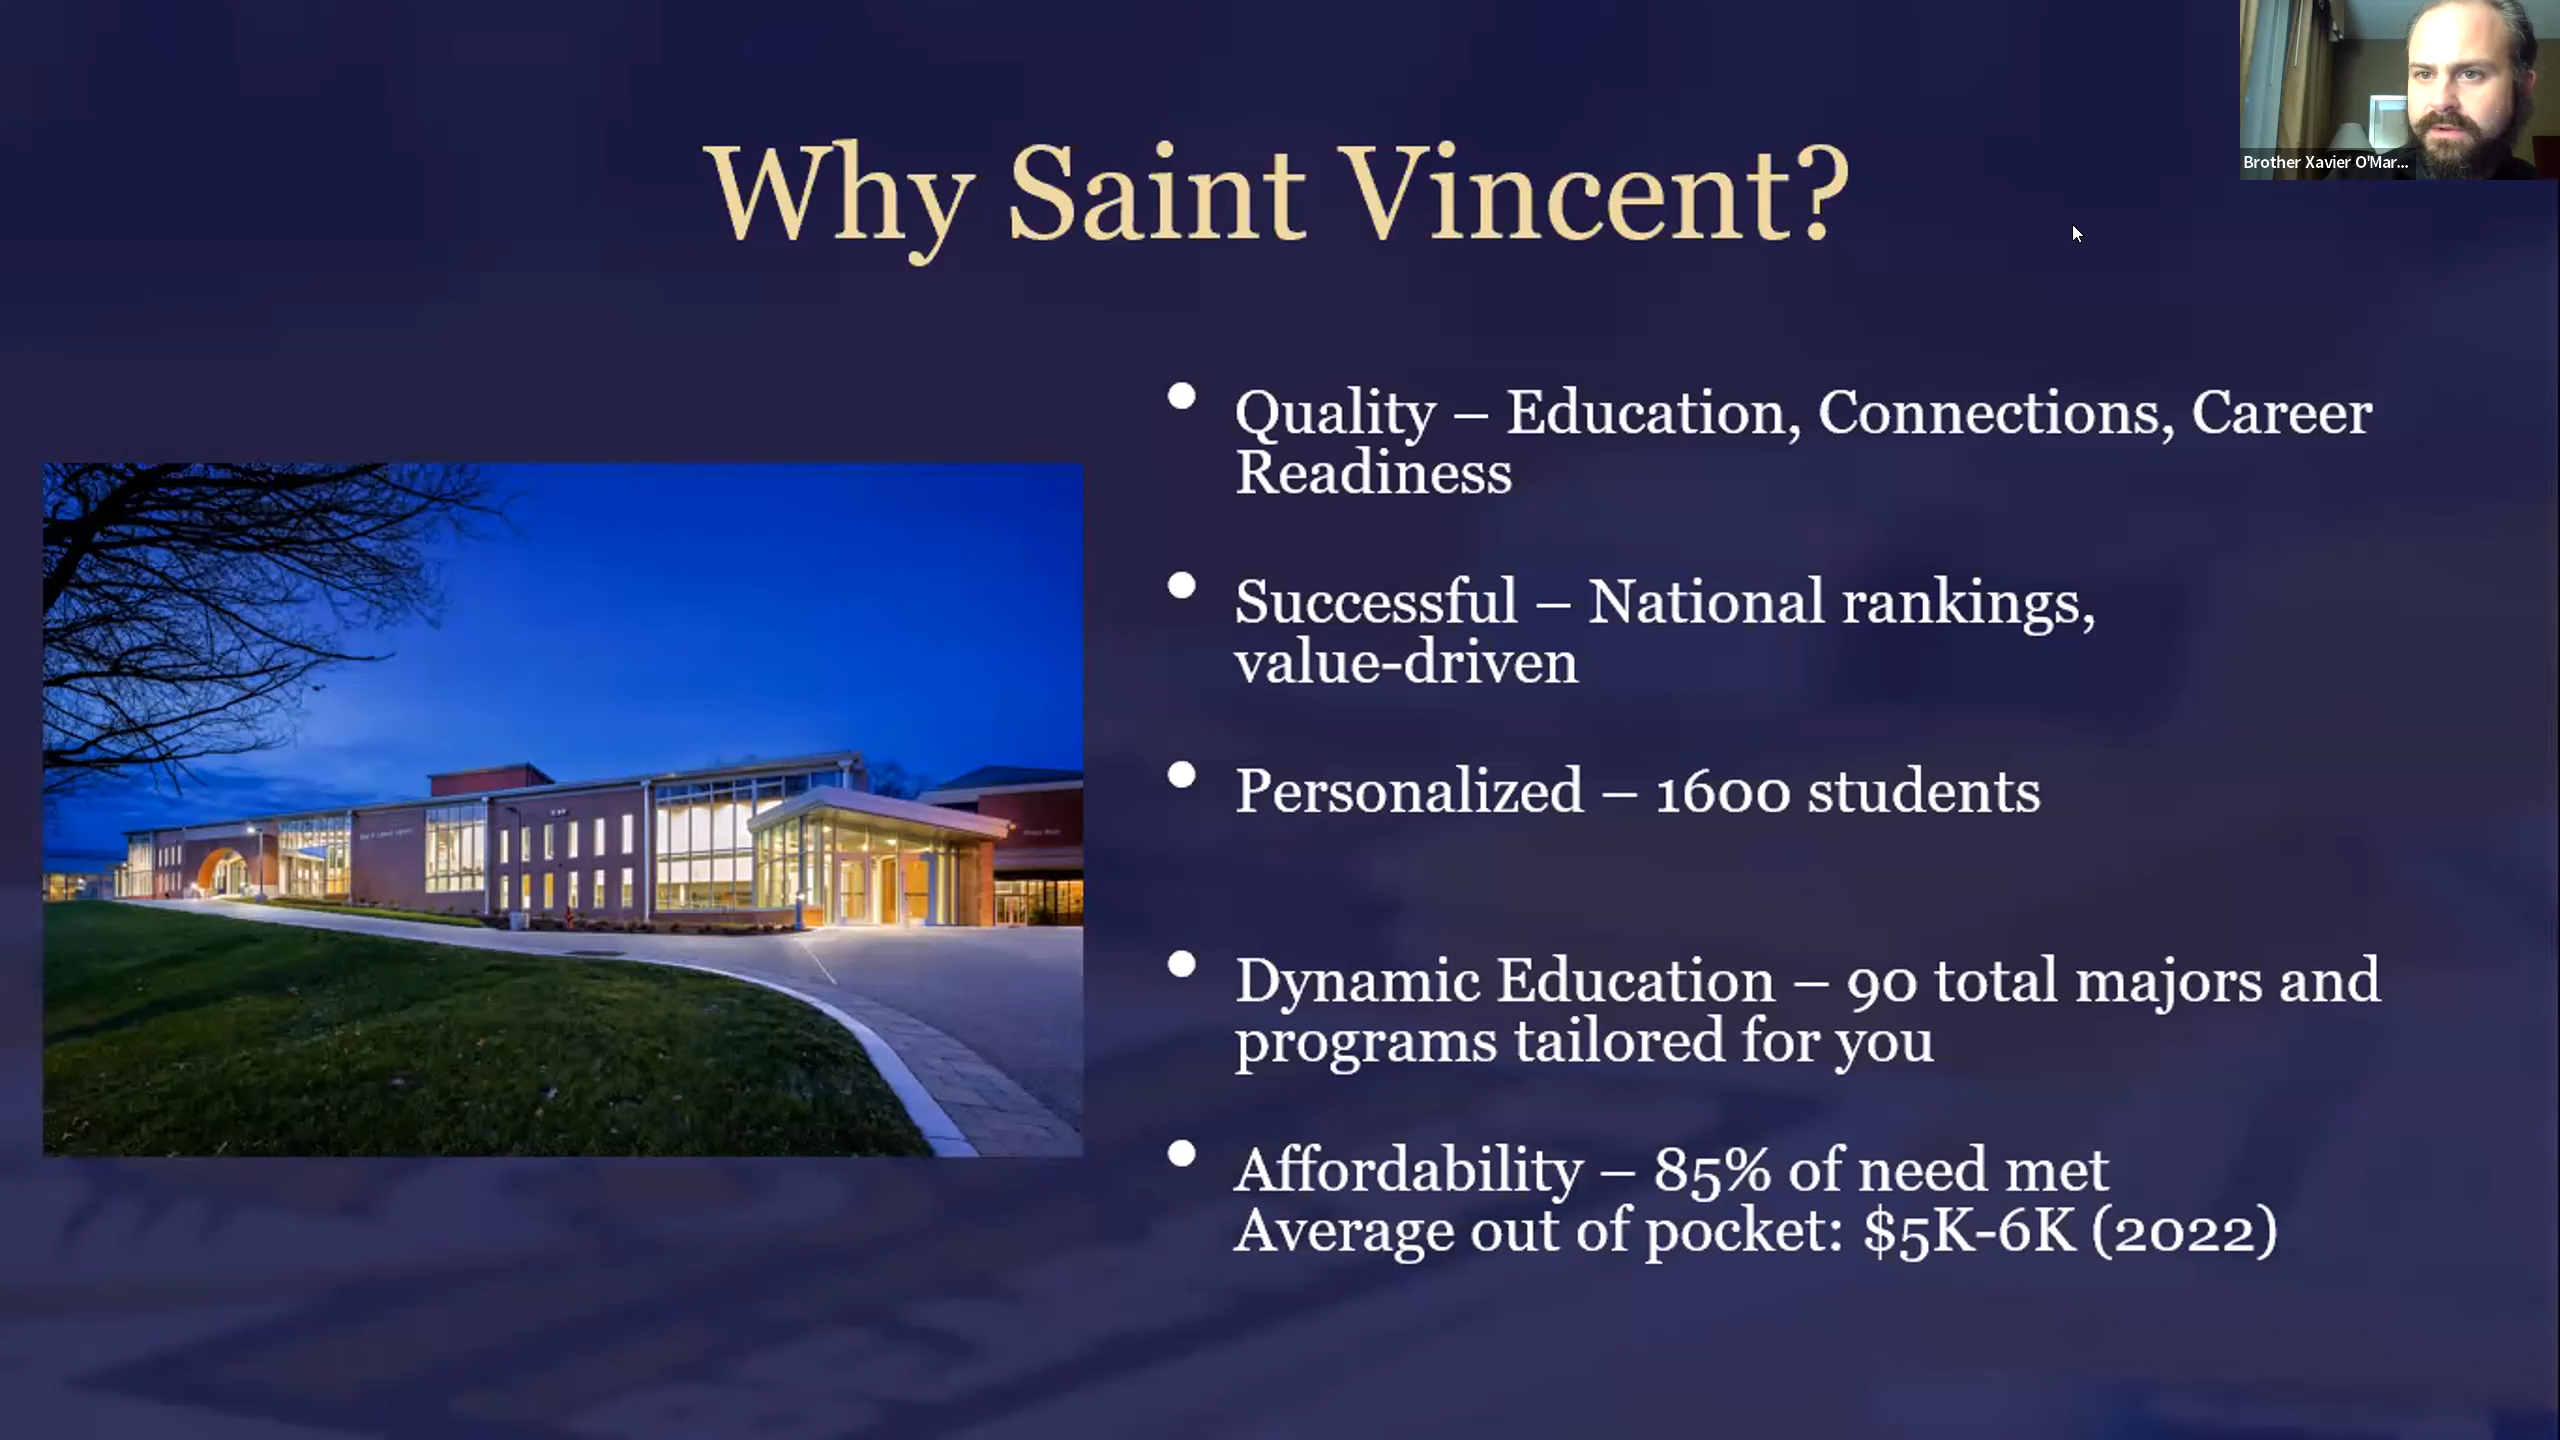 Why Saint Vincent?
Brother Xavier O'Mar...
• Quality – Education, Connections, Career
Readiness
• Successful – National rankings,
value-driven
• Personalized – 1600 students
• Dynamic Education – 90 total majors and
programs tailored for you
• Affordability – 85% of need met
Average out of pocket: $5K-6K (2022)